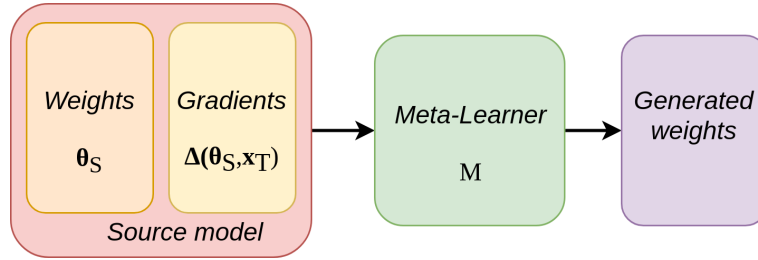 Weights
θS
Gradients
Δ(θS,xT)
Source model
Meta-Learner
M
Generated
weights